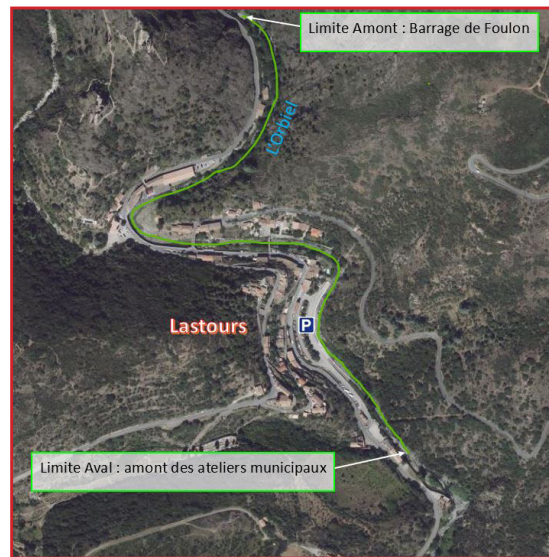 Limite Amont : Barrage de Foulon
L'Orbiel
Lastours
P
Limite Aval : amont des ateliers municipaux